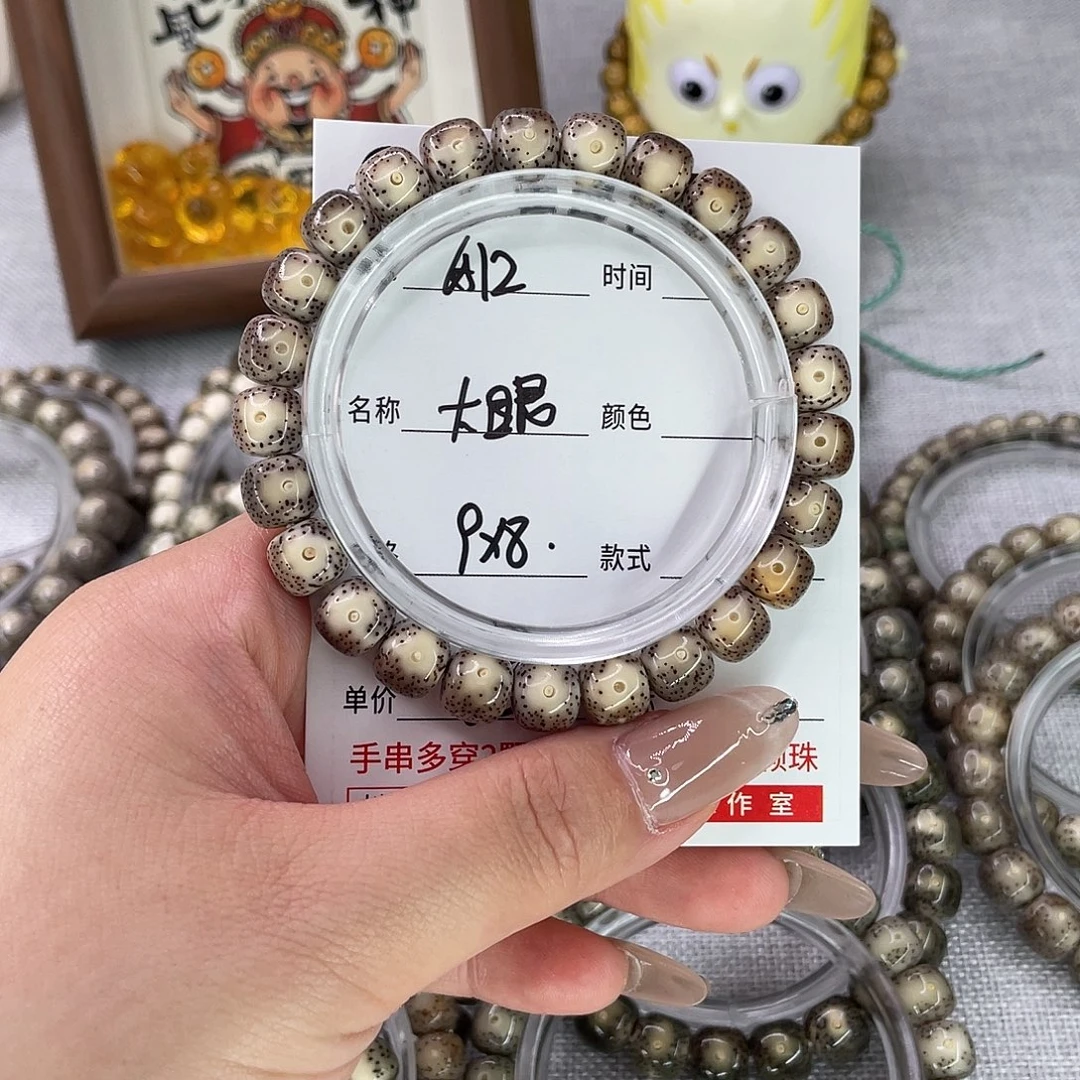 A12 时间
名称 大眼 颜色
9x8. 款式
单价
手串多穿 珠
作室